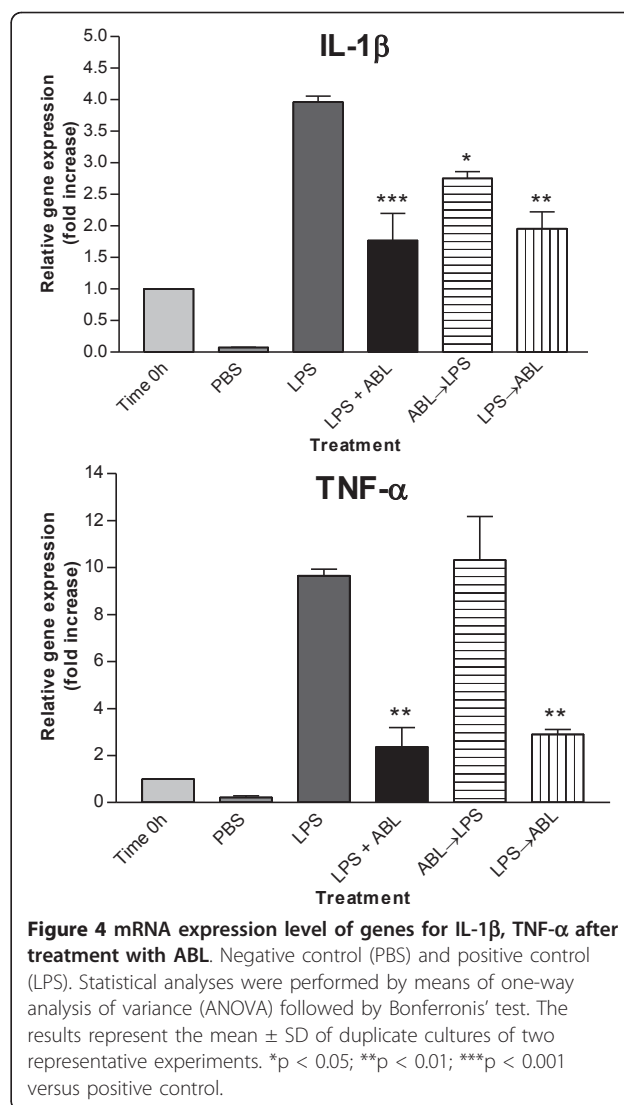 IL-1β
Relative gene expression
(fold increase)
5.0
4.5
4.0
3.5
3.0
2.5
2.0
1.5
1.0
0.5
0.0
***
*
**
Time 0h
PBS
LPS
LPS + ABL
ABL→LPS
LPS→ABL
Treatment
TNF-α
Relative gene expression
(fold increase)
14
12
10
8
6
4
2
0
**
**
Time 0h
PBS
LPS
LPS + ABL
ABL→LPS
LPS→ABL
Treatment
Figure 4 mRNA expression level of genes for IL-1β, TNF-α after
treatment with ABL. Negative control (PBS) and positive control
(LPS). Statistical analyses were performed by means of one-way
analysis of variance (ANOVA) followed by Bonferronis' test. The
results represent the mean ± SD of duplicate cultures of two
representative experiments. *p < 0.05; **p < 0.01; ***p < 0.001
versus positive control.